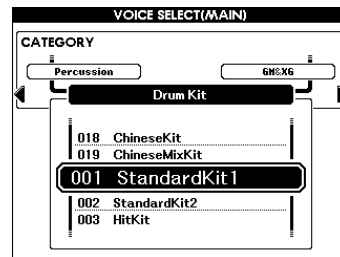 VOICE SELECT(MAIN)
CATEGORY
Percussion
GM&XG
Drum Kit
018 ChineseKit
019 ChineseMixKit
001 StandardKit1
002 StandardKit2
003 HitKit